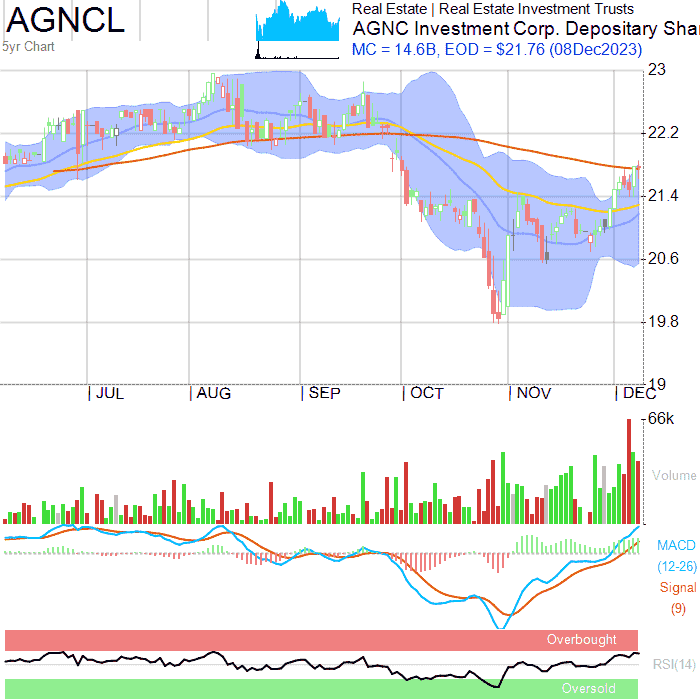 AGNCL
5yr Chart
Real Estate | Real Estate Investment Trusts
AGNC Investment Corp. Depositary Shar
MC = 14.6B, EOD = $21.76 (08Dec2023)
23
22.2
21.4
20.6
19.8
19
JUL AUG SEP OCT NOV DEC
66k
Volume
MACD
(12-26)
Signal
(9)
Overbought
RSI(14)
Oversold